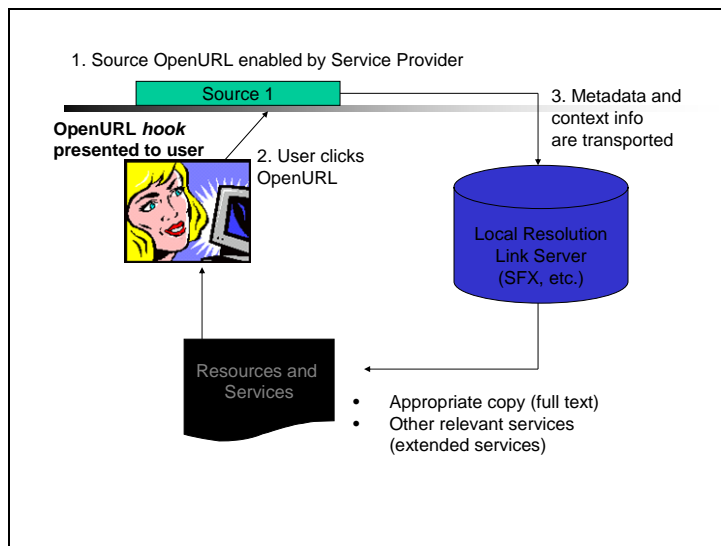 1. Source OpenURL enabled by Service Provider
Source 1
OpenURL hook
presented to user
2. User clicks
OpenURL
3. Metadata and
context info
are transported
Local Resolution
Link Server
(SFX, etc.)
Resources and
Services
• Appropriate copy (full text)
• Other relevant services
(extended services)